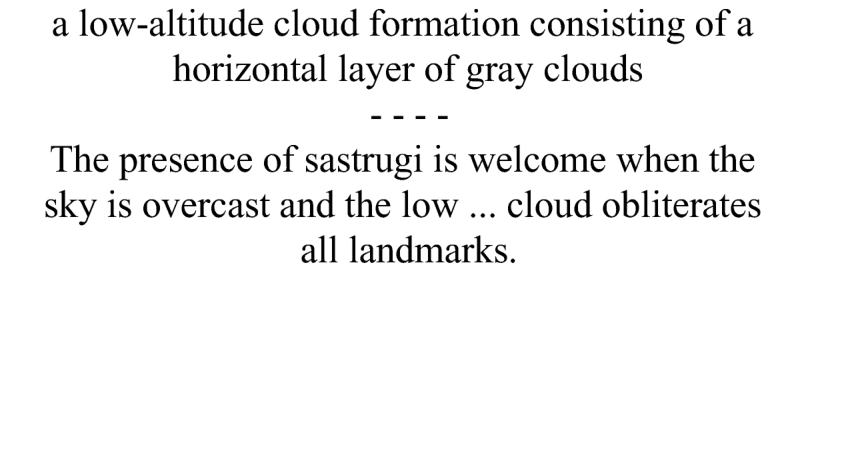 a low-altitude cloud formation consisting of a
horizontal layer of gray clouds
- - - -
The presence of sastrugi is welcome when the
sky is overcast and the low ... cloud obliterates
all landmarks.